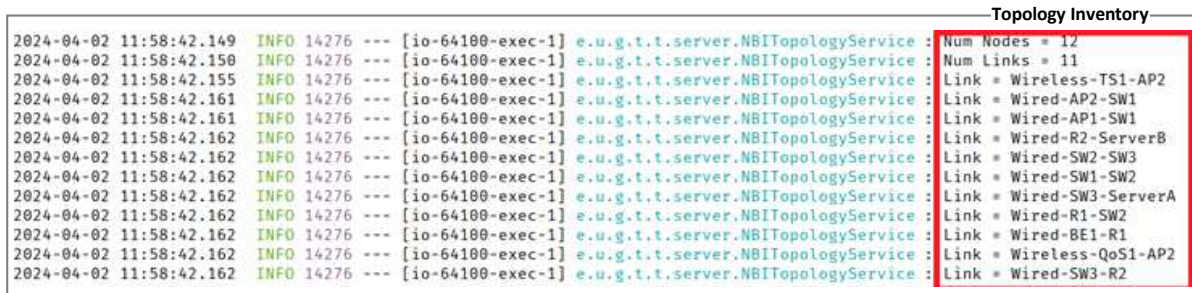 Topology Inventory
2024-04-02 11:58:42.149 INFO 14276 --- [io-64100-exec-1] e.u.g.t.t.server.NBITopologyService : Num Nodes = 12
2024-04-02 11:58:42.150 INFO 14276 --- [io-64100-exec-1] e.u.g.t.t.server.NBITopologyService : Num Links = 11
2024-04-02 11:58:42.155 INFO 14276 --- [io-64100-exec-1] e.u.g.t.t.server.NBITopologyService : Link = Wireless-TS1-AP2
2024-04-02 11:58:42.161 INFO 14276 --- [io-64100-exec-1] e.u.g.t.t.server.NBITopologyService : Link = Wired-AP2-SW1
2024-04-02 11:58:42.161 INFO 14276 --- [io-64100-exec-1] e.u.g.t.t.server.NBITopologyService : Link = Wired-AP1-SW1
2024-04-02 11:58:42.162 INFO 14276 --- [io-64100-exec-1] e.u.g.t.t.server.NBITopologyService : Link = Wired-R2-ServerB
2024-04-02 11:58:42.162 INFO 14276 --- [io-64100-exec-1] e.u.g.t.t.server.NBITopologyService : Link = Wired-SW2-SW3
2024-04-02 11:58:42.162 INFO 14276 --- [io-64100-exec-1] e.u.g.t.t.server.NBITopologyService : Link = Wired-SW1-SW2
2024-04-02 11:58:42.162 INFO 14276 --- [io-64100-exec-1] e.u.g.t.t.server.NBITopologyService : Link = Wired-SW3-ServerA
2024-04-02 11:58:42.162 INFO 14276 --- [io-64100-exec-1] e.u.g.t.t.server.NBITopologyService : Link = Wired-R1-SW2
2024-04-02 11:58:42.162 INFO 14276 --- [io-64100-exec-1] e.u.g.t.t.server.NBITopologyService : Link = Wired-BE1-R1
2024-04-02 11:58:42.162 INFO 14276 --- [io-64100-exec-1] e.u.g.t.t.server.NBITopologyService : Link = Wireless-QoS1-AP2
2024-04-02 11:58:42.162 INFO 14276 --- [io-64100-exec-1] e.u.g.t.t.server.NBITopologyService : Link = Wired-SW3-R2